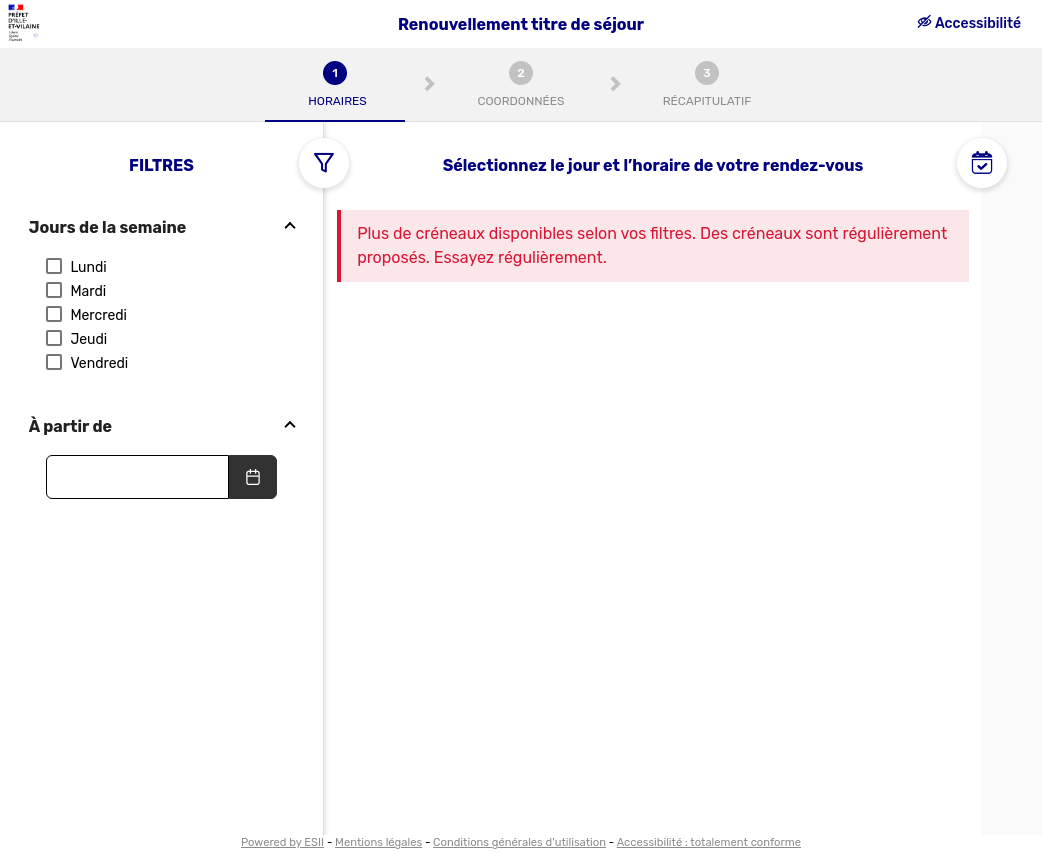 PRÉFET
D'ILLE-
ET-VILAINE
Renouvellement titre de séjour
Accessibilité
1
2
3
HORAIRES
COORDONNÉES
RÉCAPITULATIF
FILTRES
Sélectionnez le jour et l’horaire de votre rendez-vous
Jours de la semaine
Lundi
Mardi
Mercredi
Jeudi
Vendredi
À partir de
Plus de créneaux disponibles selon vos filtres. Des créneaux sont régulièrement
proposés. Essayez régulièrement.
Powered by ESII - Mentions légales - Conditions générales d'utilisation - Accessibilité : totalement conforme